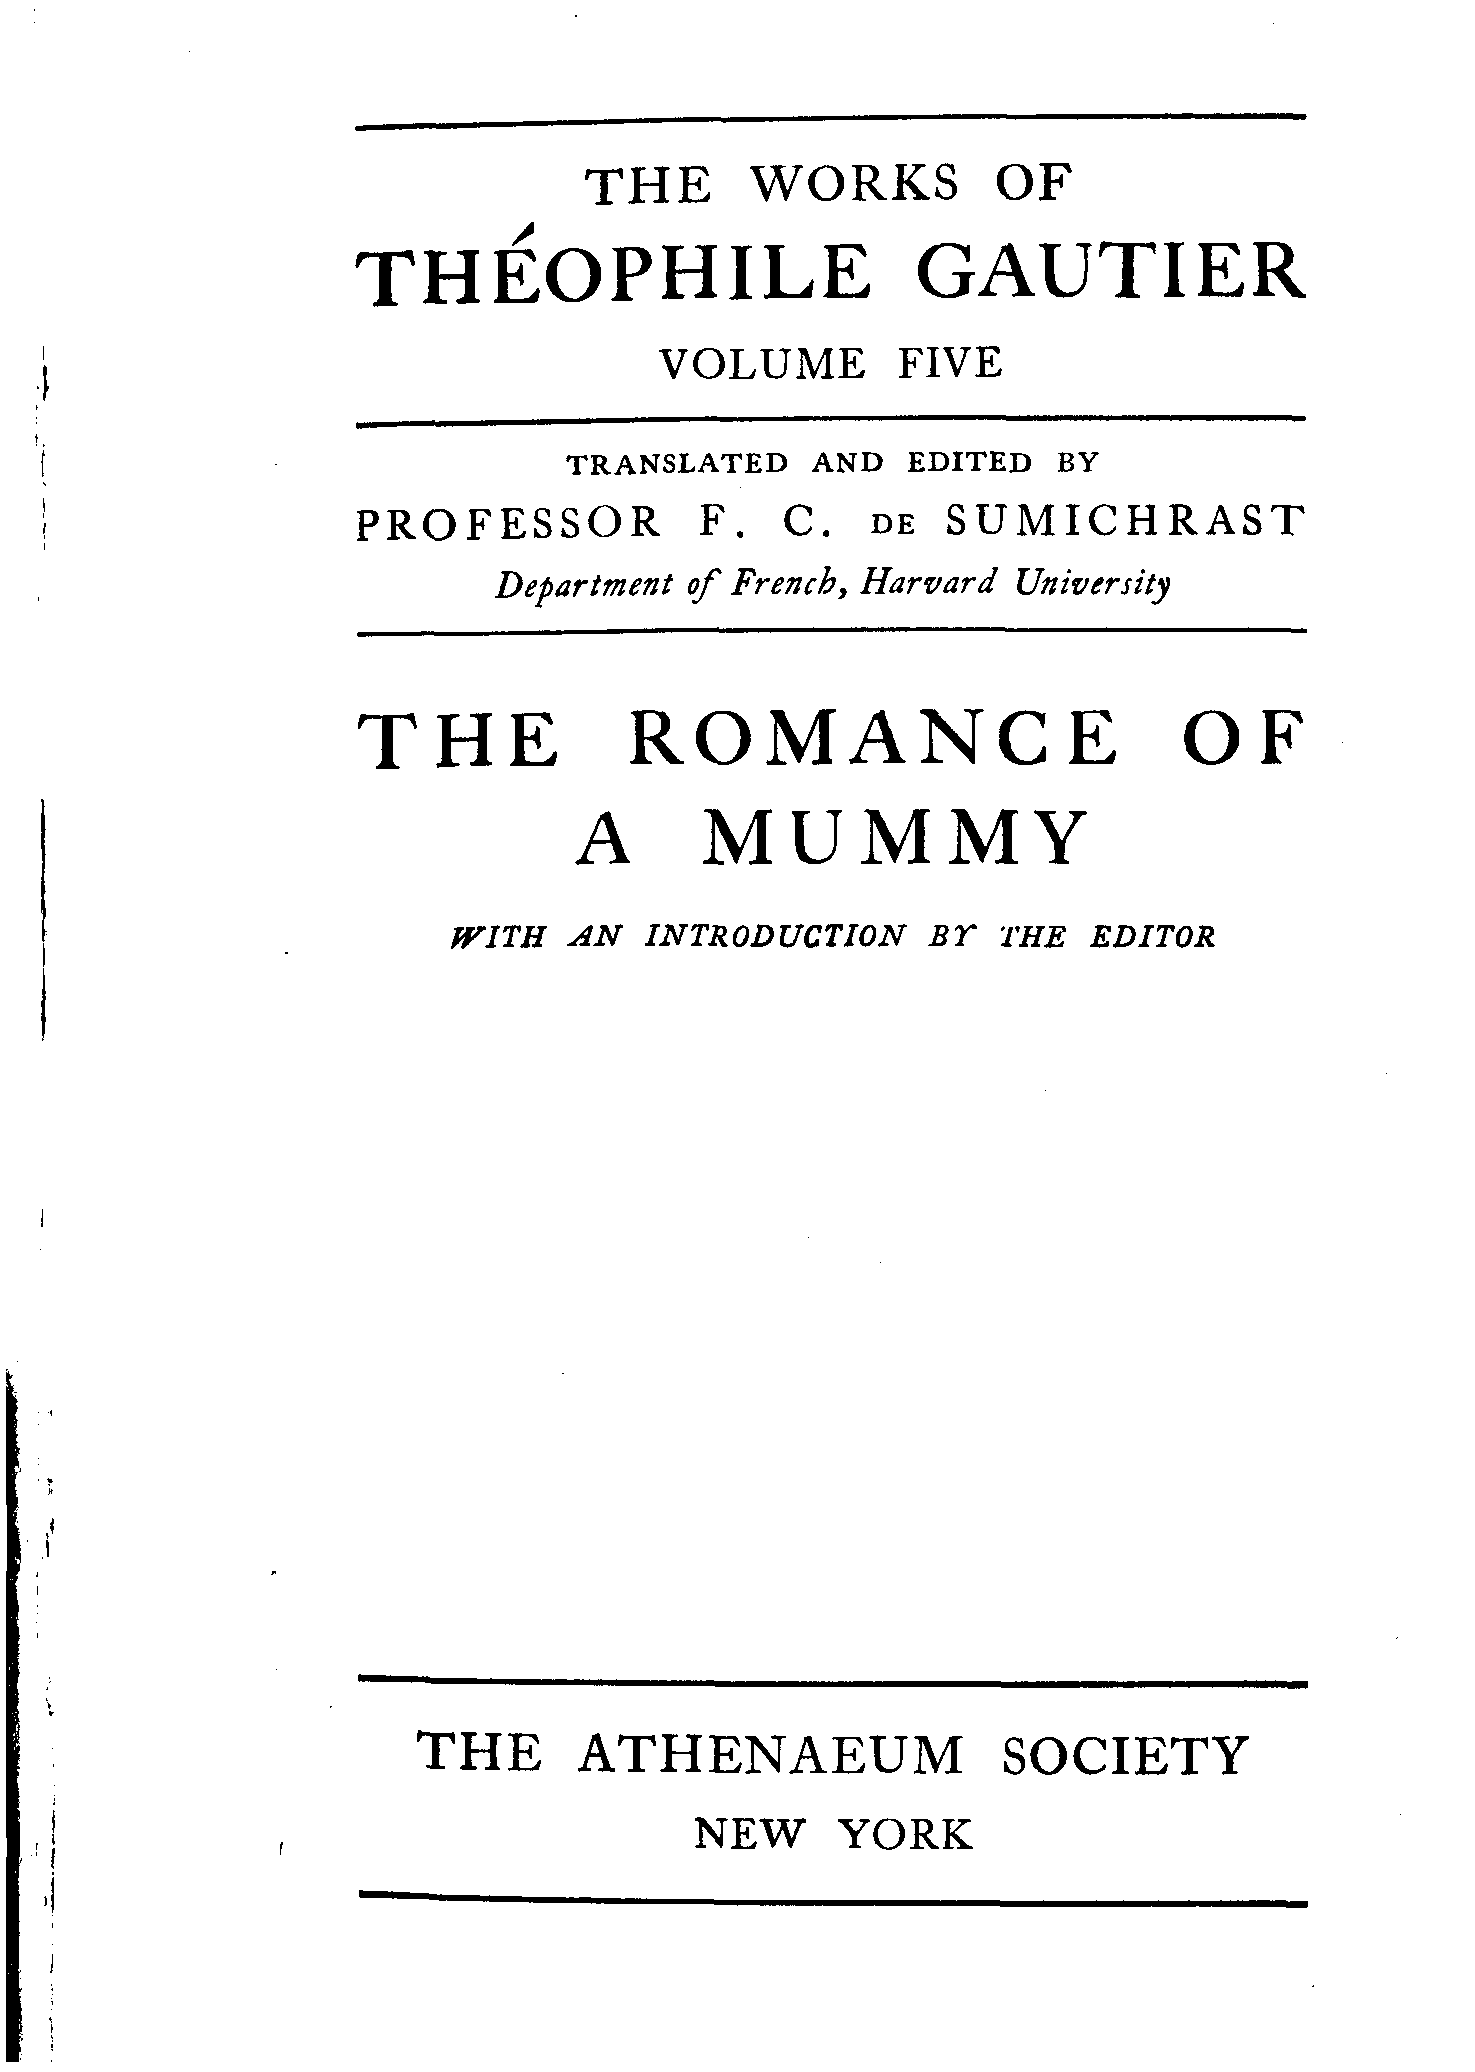 THE WORKS OF
THÉOPHILE GAUTIER
VOLUME FIVE
TRANSLATED AND EDITED BY
PROFESSOR F. C. DE SUMICHRAST
Department of French, Harvard University
THE ROMANCE OF
A MUMMY
WITH AN INTRODUCTION BY THE EDITOR
THE ATHENAEUM SOCIETY
NEW YORK